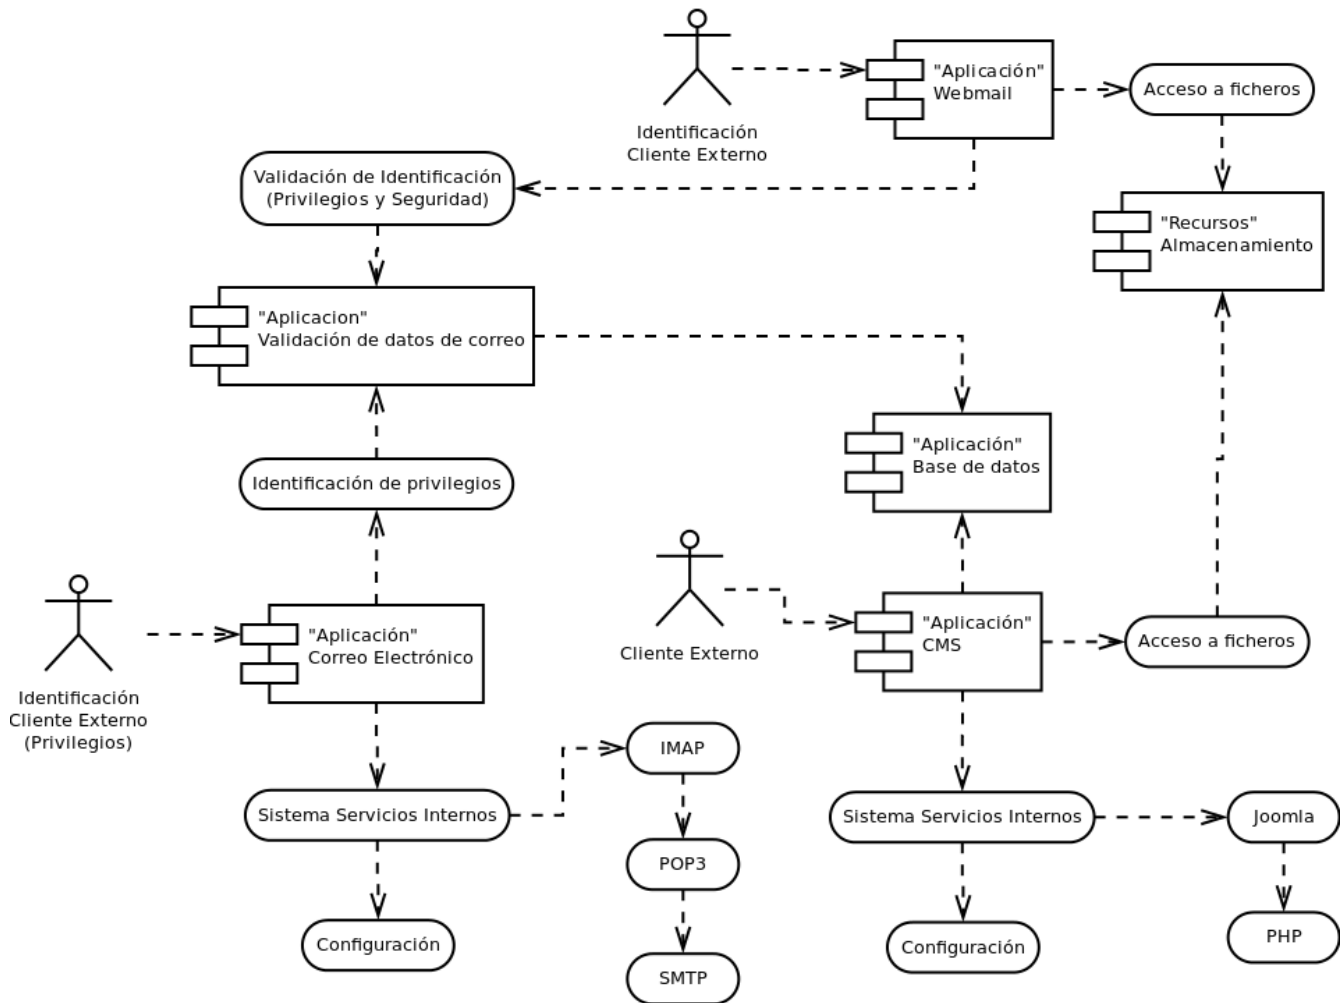 "Aplicación"
Webmail
Acceso a ficheros
Identificación
Cliente Externo
Validación de Identificación
(Privilegios y Seguridad)
"Recursos"
Almacenamiento
"Aplicacion"
Validación de datos de correo
"Aplicación"
Base de datos
Identificación de privilegios
"Aplicación"
Correo Electrónico
Identificación
Cliente Externo
(Privilegios)
Cliente Externo
"Aplicación"
CMS
Acceso a ficheros
IMAP
Sistema Servicios Internos
POP3
Configuración
SMTP
Sistema Servicios Internos
Joomla
Configuración
PHP